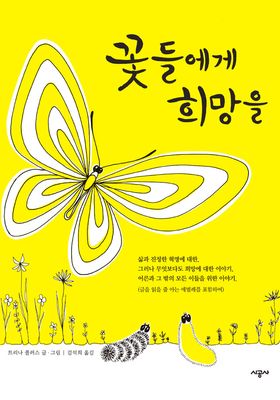 꽃들에게
희망을
삶과 진정한 혁명에 대한,
그러나 무엇보다도 희망에 대한 이야기,
어른과 그 밖의 모든 이들을 위한 이야기.
(글을 읽을 줄 아는 애벌레를 포함하여)
트리나 폴러스 글·그림 | 김석희 옮김
시공사